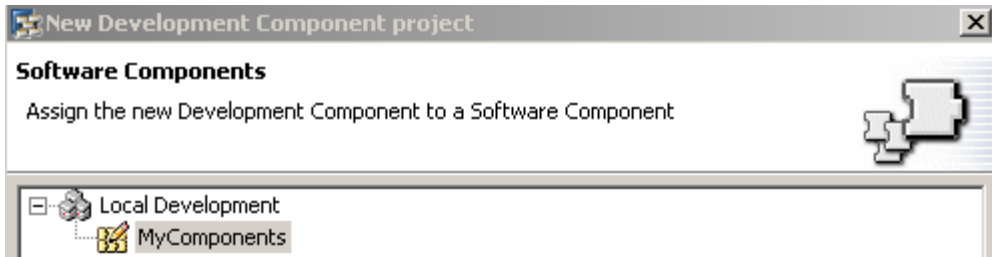 New Development Component project
Software Components
Assign the new Development Component to a Software Component
Local Development
MyComponents